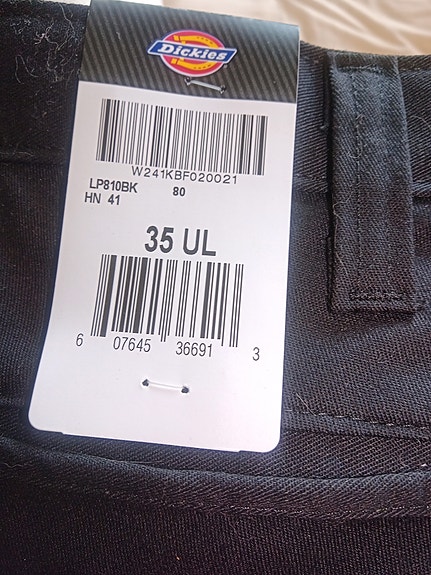 Dickies
W241KBF020021
LP810BK 80
HN 41
35 UL
6 07645 36691 3